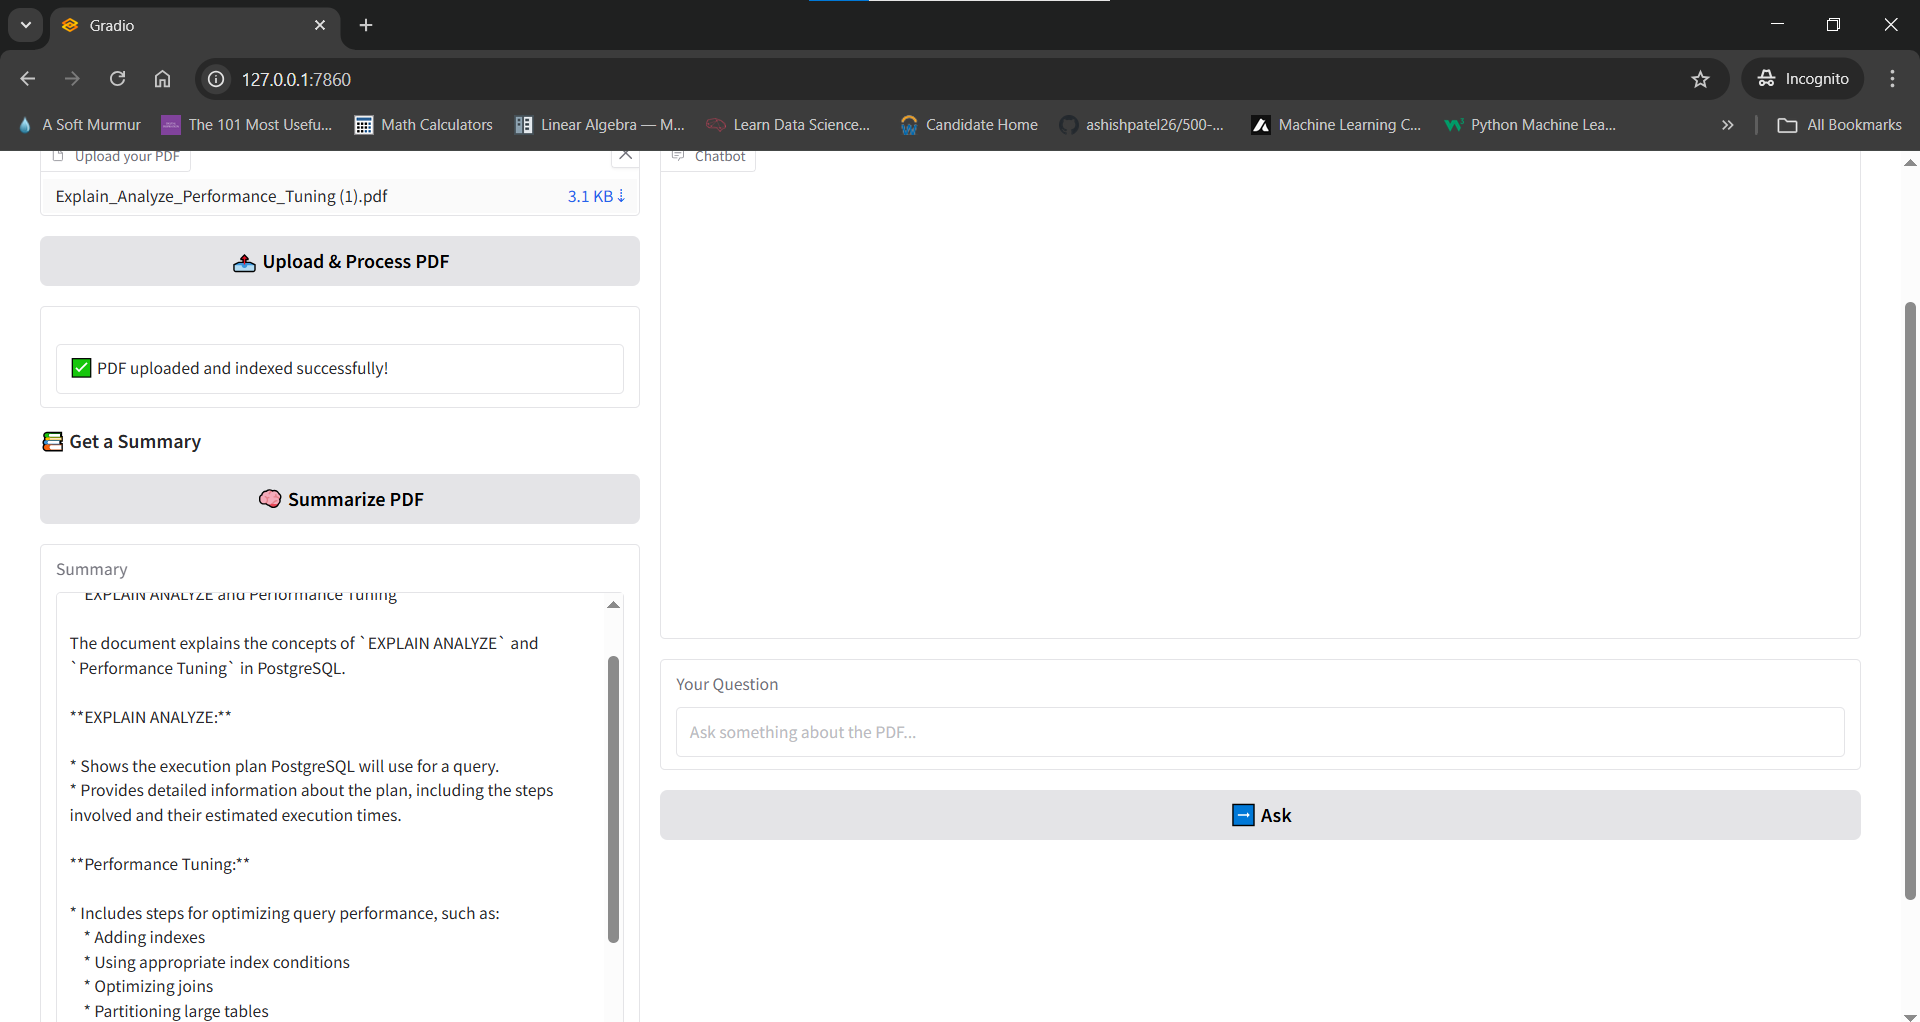 Gradio
127.0.0.1:7860
Incognito
A Soft Murmur
The 101 Most Usefu...
Math Calculators
Linear Algebra — M...
Learn Data Science...
Candidate Home
ashishpatel26/500-...
Machine Learning C...
Python Machine Lea...
All Bookmarks
Upload your PDF
Explain_Analyze_Performance_Tuning (1).pdf
3.1 KB
Upload & Process PDF
PDF uploaded and indexed successfully!
Get a Summary
Summarize PDF
Summary
EXPLAIN ANALYZE and Performance Tuning
The document explains the concepts of `EXPLAIN ANALYZE` and
`Performance Tuning` in PostgreSQL.
**EXPLAIN ANALYZE:**
* Shows the execution plan PostgreSQL will use for a query.
* Provides detailed information about the plan, including the steps
involved and their estimated execution times.
**Performance Tuning:**
* Includes steps for optimizing query performance, such as:
* Adding indexes
* Using appropriate index conditions
* Optimizing joins
* Partitioning large tables
Chatbot
Your Question
Ask something about the PDF...
Ask